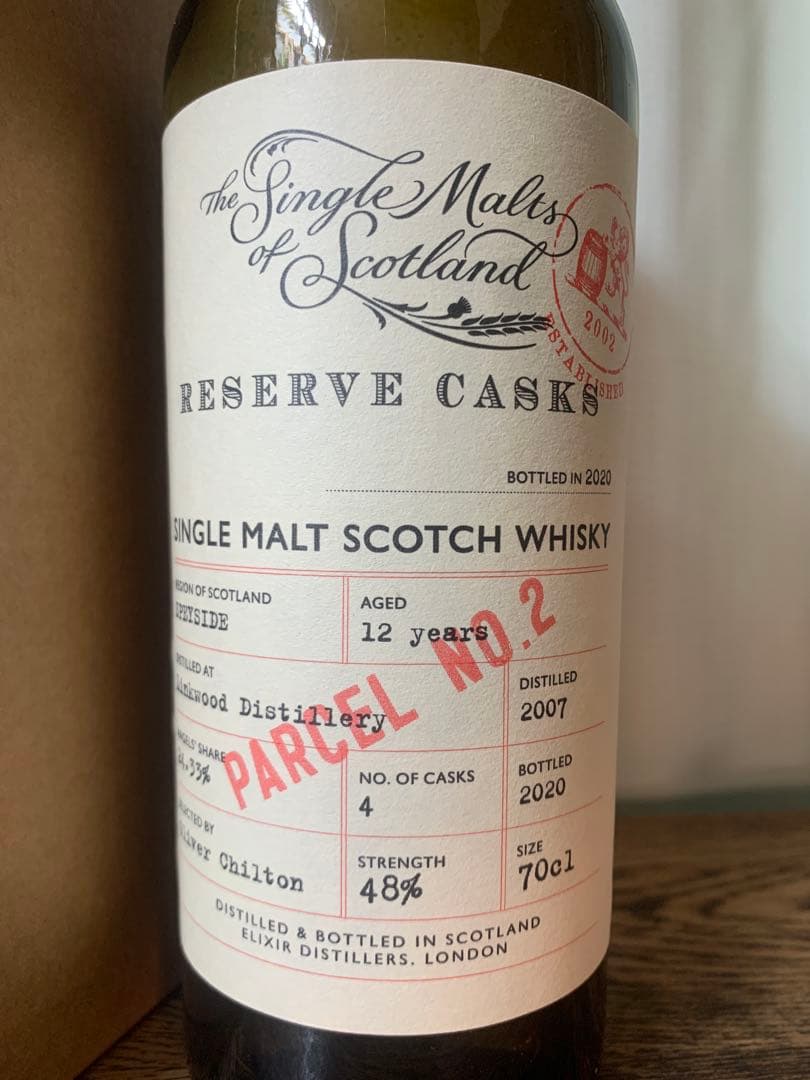 The Single Malts
of Scotland
2002
ESTABLISHED
RESERVE CASKS
BOTTLED IN 2020
SINGLE MALT SCOTCH WHISKY
REGION OF SCOTLAND
SPEYSIDE
AGED
12 years
PARCEL NO.2
DISTILLED AT
Linkwood Distillery
DISTILLED
2007
ANGELS' SHARE
NO. OF CASKS
4
BOTTLED
2020
SELECTED BY
Oliver Chilton
STRENGTH
48%
SIZE
70cl
DISTILLED & BOTTLED IN SCOTLAND
ELIXIR DISTILLERS. LONDON